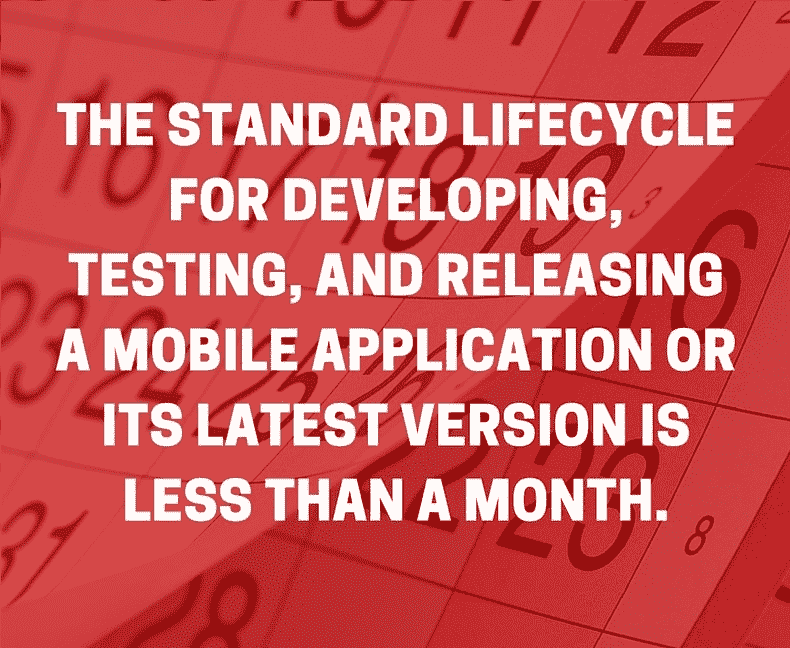 THE STANDARD LIFECYCLE
FOR DEVELOPING,
TESTING, AND RELEASING
A MOBILE APPLICATION OR
ITS LATEST VERSION IS
LESS THAN A MONTH.